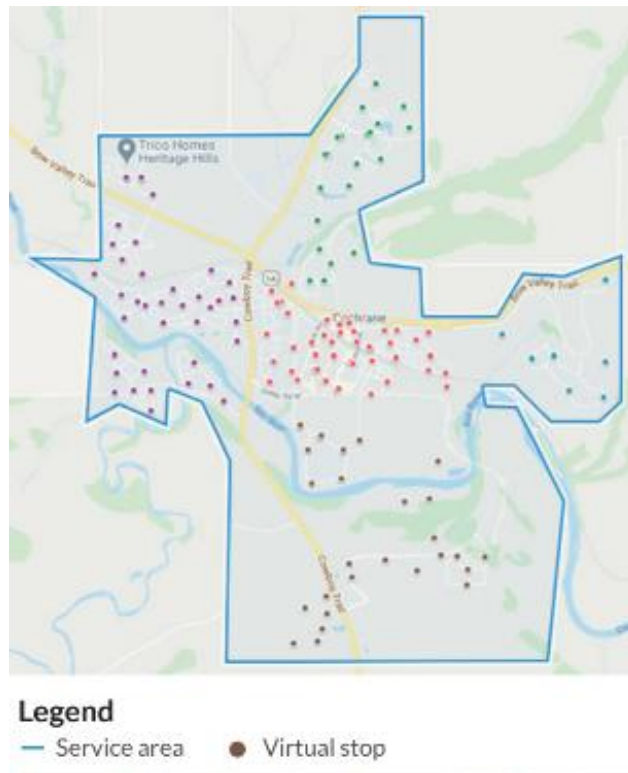 Trico Homes
Heritage Hills
Bow Valley Trail
Cowboy Trail
1A
Cochrane
Bow Valley Trail
Cowboy Trail
Legend
Service area
Virtual stop